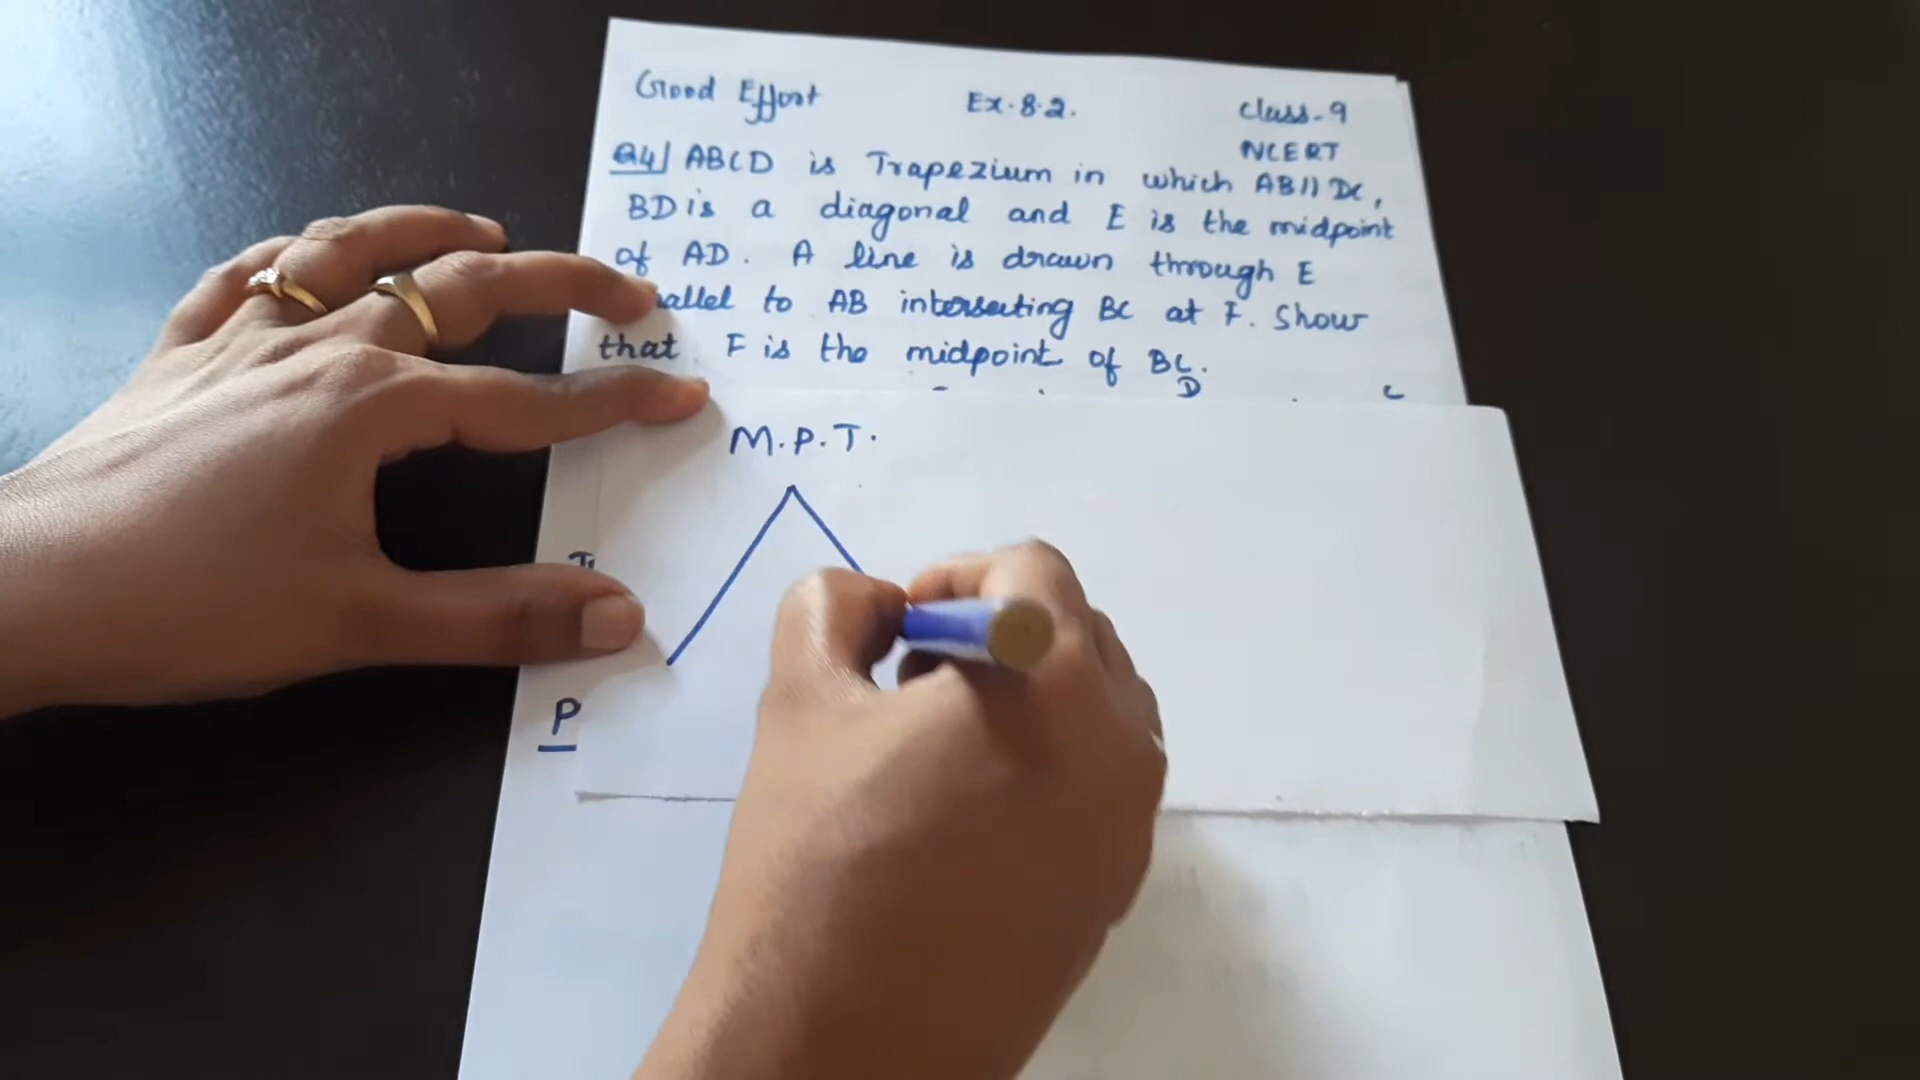 Good Effort Ex. 8.2. Class-9
NCERT
Q4/ ABCD is Trapezium in which AB || DC,
BD is a diagonal and E is the midpoint
of AD. A line is drawn through E
allel to AB intersecting BC at F. Show
that F is the midpoint of BC.
D C
M.P.T.
P